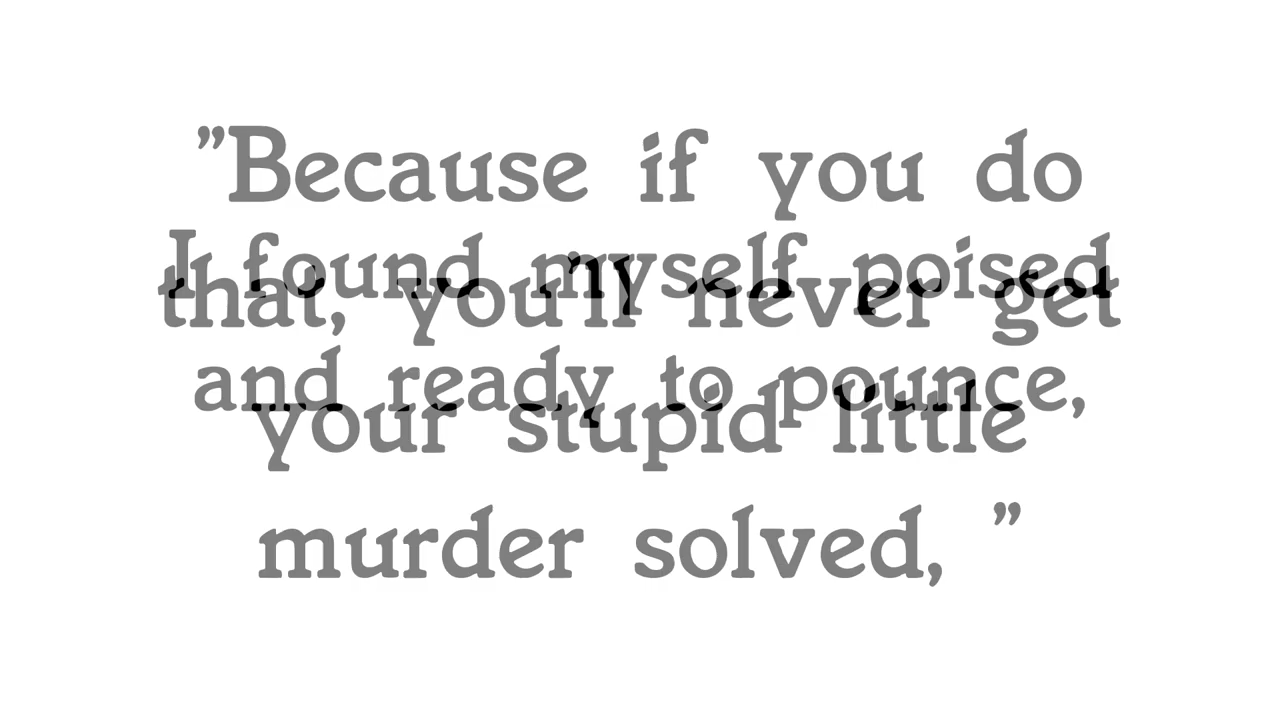 "Because if you do
I found myself poised
that, you'll never get
and ready to pounce,
your stupid little
murder solved, "